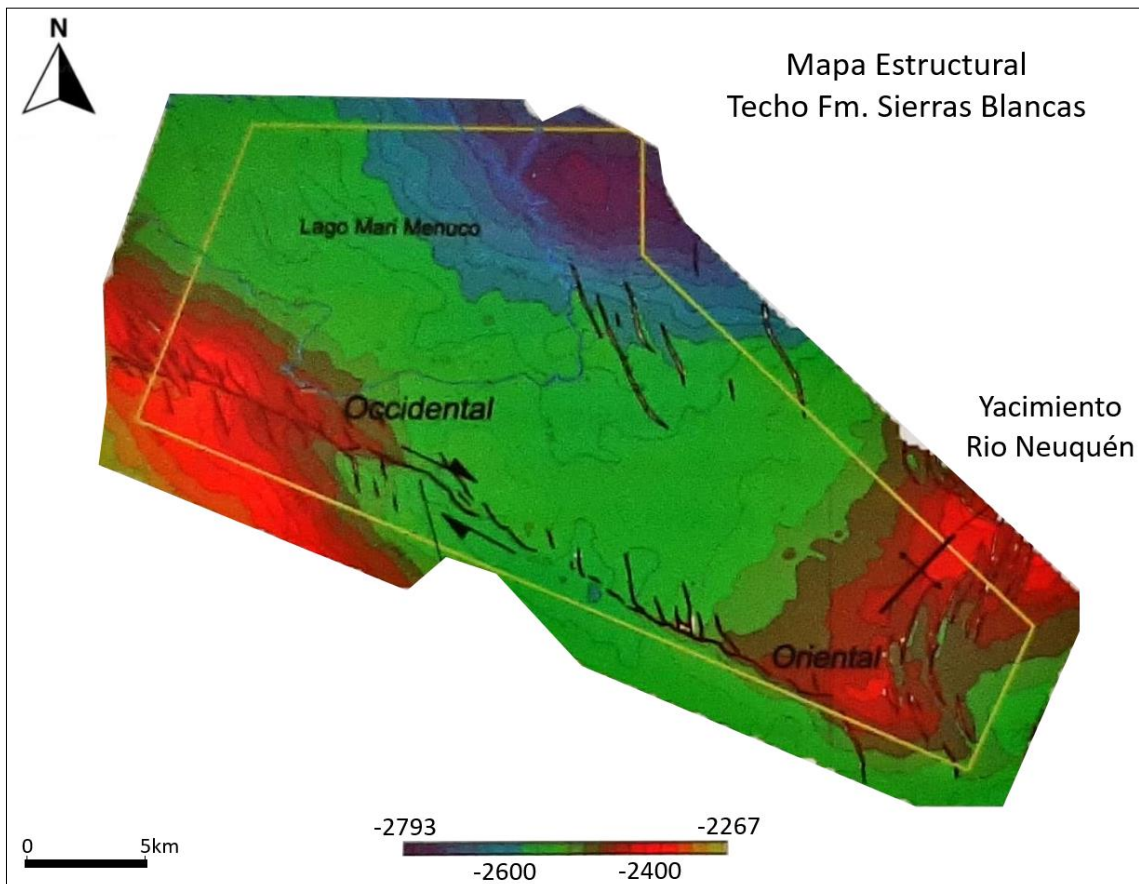 N
Mapa Estructural
Techo Fm. Sierras Blancas
Lago Mari Menuco
Occidental
Yacimiento
Rio Neuquén
Oriental
-2793
-2267
-2600
-2400
0
5km